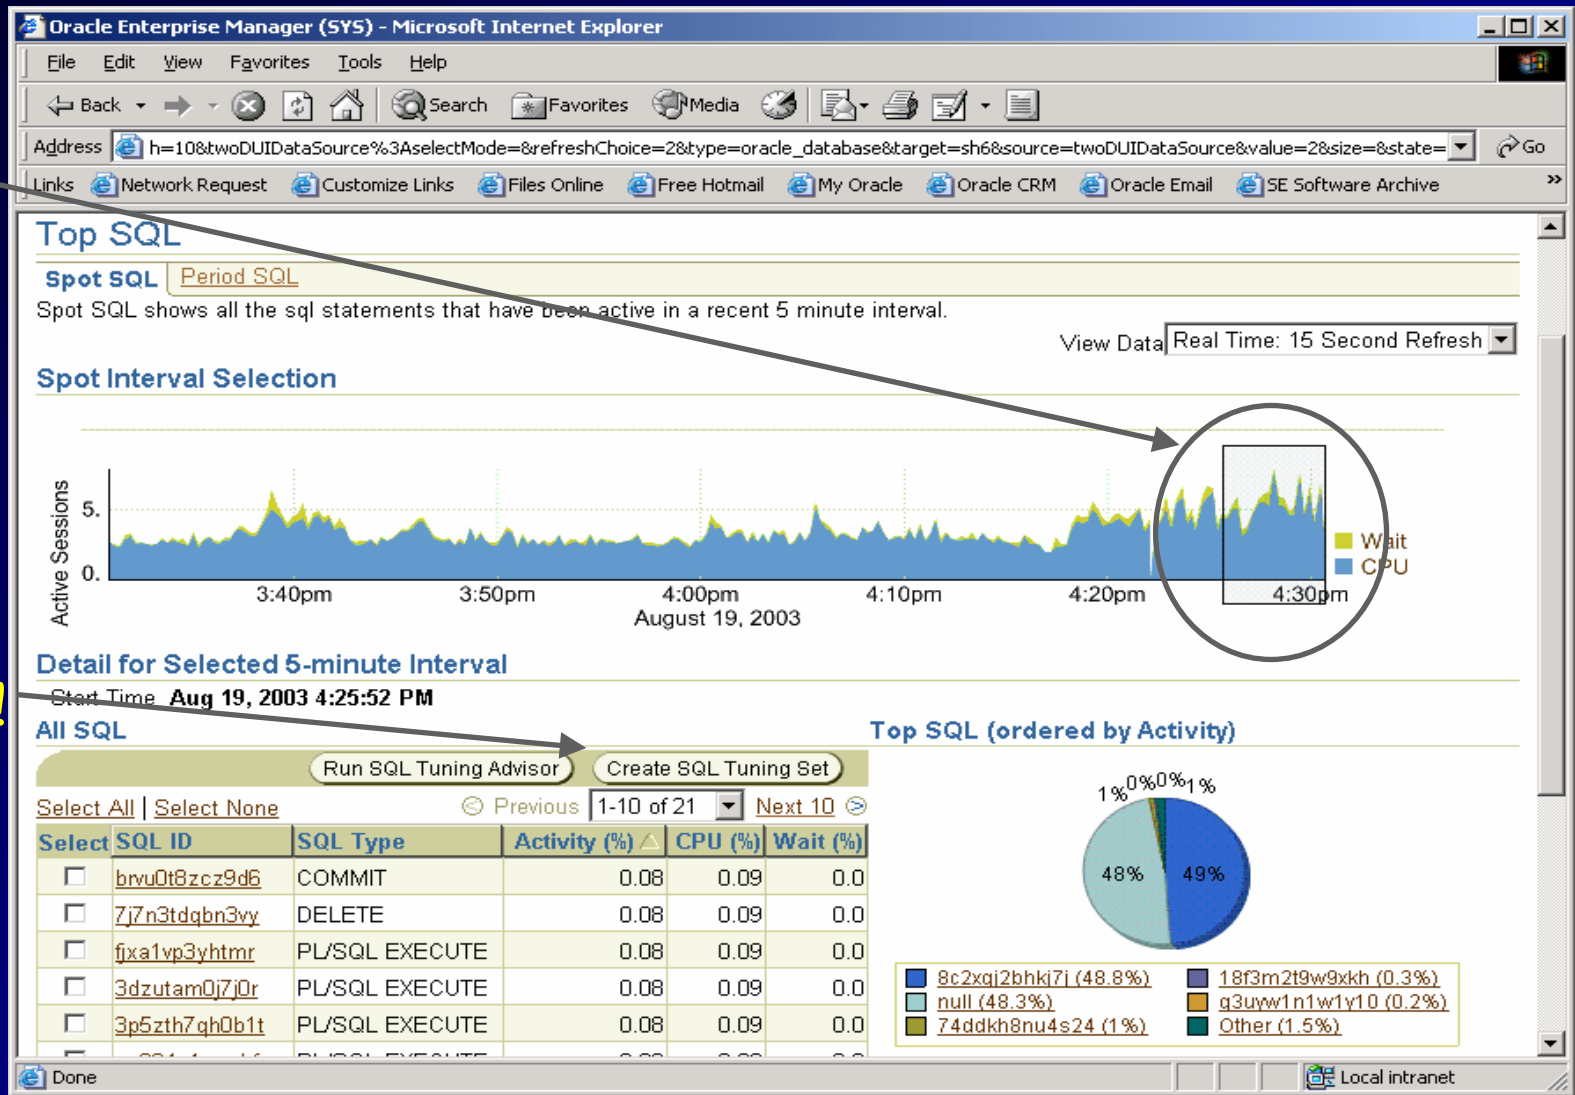 Oracle Enterprise Manager (SYS) - Microsoft Internet Explorer
File Edit View Favorites Tools Help
Back Search Favorites Media
Address h=10&twoDUIDataSource%3AselectMode=&refreshChoice=2&type=oracle_database&target=sh6&source=twoDUIDataSource&value=2&size=&state= Go
Links Network Request Customize Links Files Online Free Hotmail My Oracle Oracle CRM Oracle Email SE Software Archive »
Top SQL
Spot SQL Period SQL
Spot SQL shows all the sql statements that have been active in a recent 5 minute interval.
View Data Real Time: 15 Second Refresh
Spot Interval Selection
Active Sessions
5.
0.
Wait
CPU
3:40pm 3:50pm 4:00pm 4:10pm 4:20pm 4:30pm
August 19, 2003
Detail for Selected 5-minute Interval
Start Time Aug 19, 2003 4:25:52 PM
!
All SQL
Run SQL Tuning Advisor Create SQL Tuning Set
Select All | Select None Previous 1-10 of 21 Next 10
Select SQL ID SQL Type Activity (%) CPU (%) Wait (%)
brvu0t8zcz9d6 COMMIT 0.08 0.09 0.0
7j7n3tdqbn3vy DELETE 0.08 0.09 0.0
fjxa1vp3yhtmr PL/SQL EXECUTE 0.08 0.09 0.0
3dzutam0j7j0r PL/SQL EXECUTE 0.08 0.09 0.0
3p5zth7qh0b1t PL/SQL EXECUTE 0.08 0.09 0.0
Top SQL (ordered by Activity)
1% 0% 0% 1%
48% 49%
8c2xqj2bhkj7j (48.8%) 18f3m2t9w9xkh (0.3%)
null (48.3%) q3uyw1n1w1y10 (0.2%)
74ddkh8nu4s24 (1%) Other (1.5%)
Done Local intranet